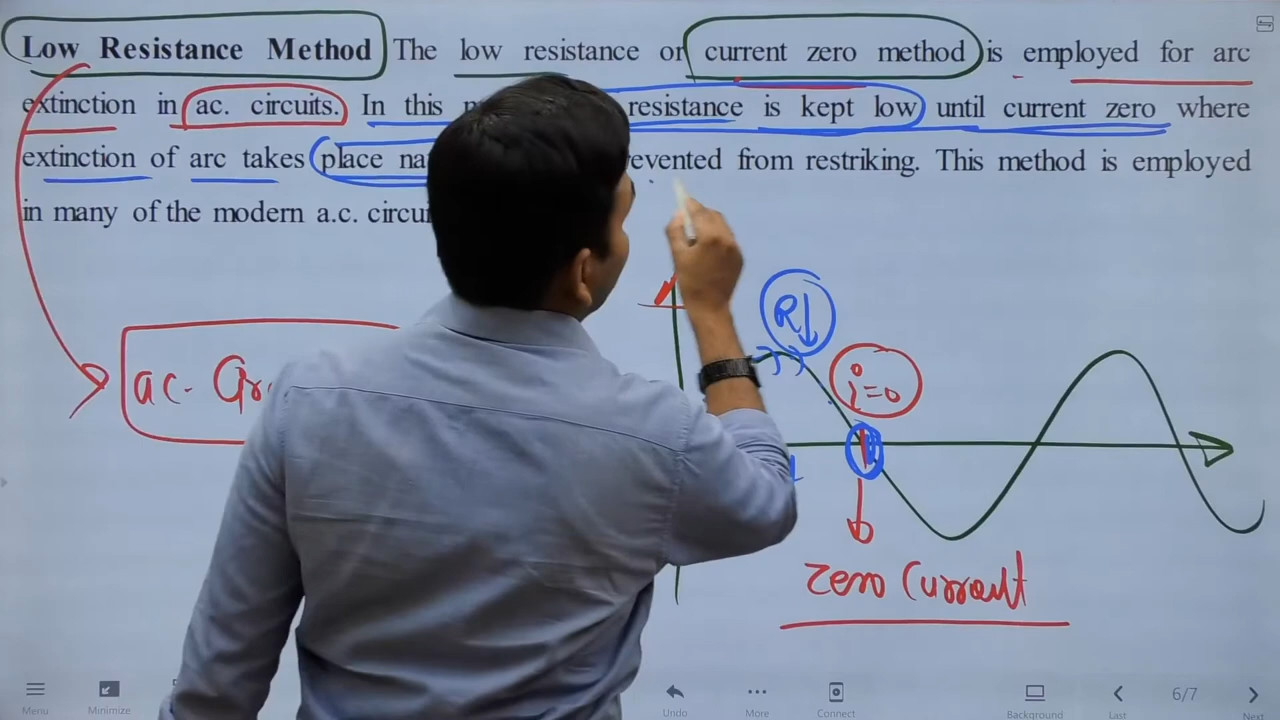 Low Resistance Method The low resistance or current zero method is employed for arc
extinction in ac. circuits. In this resistance is kept low until current zero where
extinction of arc takes place prevented from restriking. This method is employed
in many of the modern a.c.
R↓
i=0
ac.
zero Current
Menu
Minimize
Undo
More
Connect
Background
Last
6/7
Next